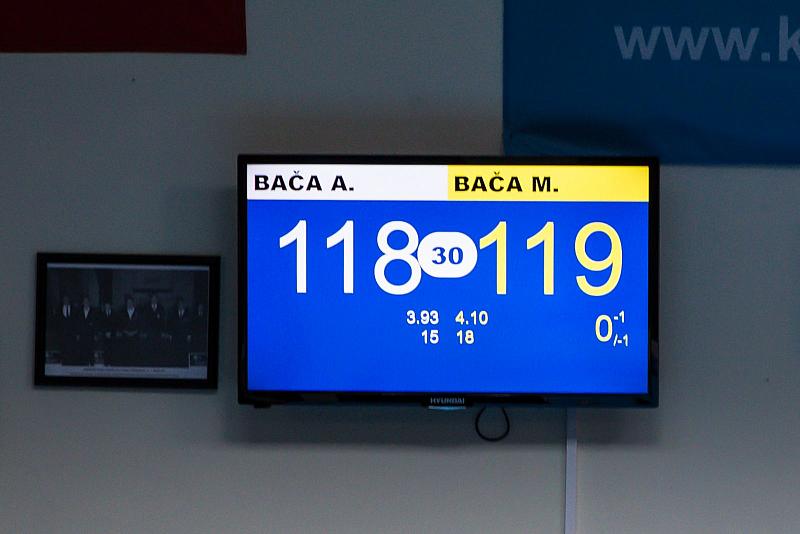 www.k
BAČA A. BAČA M.
118 30 119
3.93 4.10 0 -1
15 18 /-1
HYUNDAI